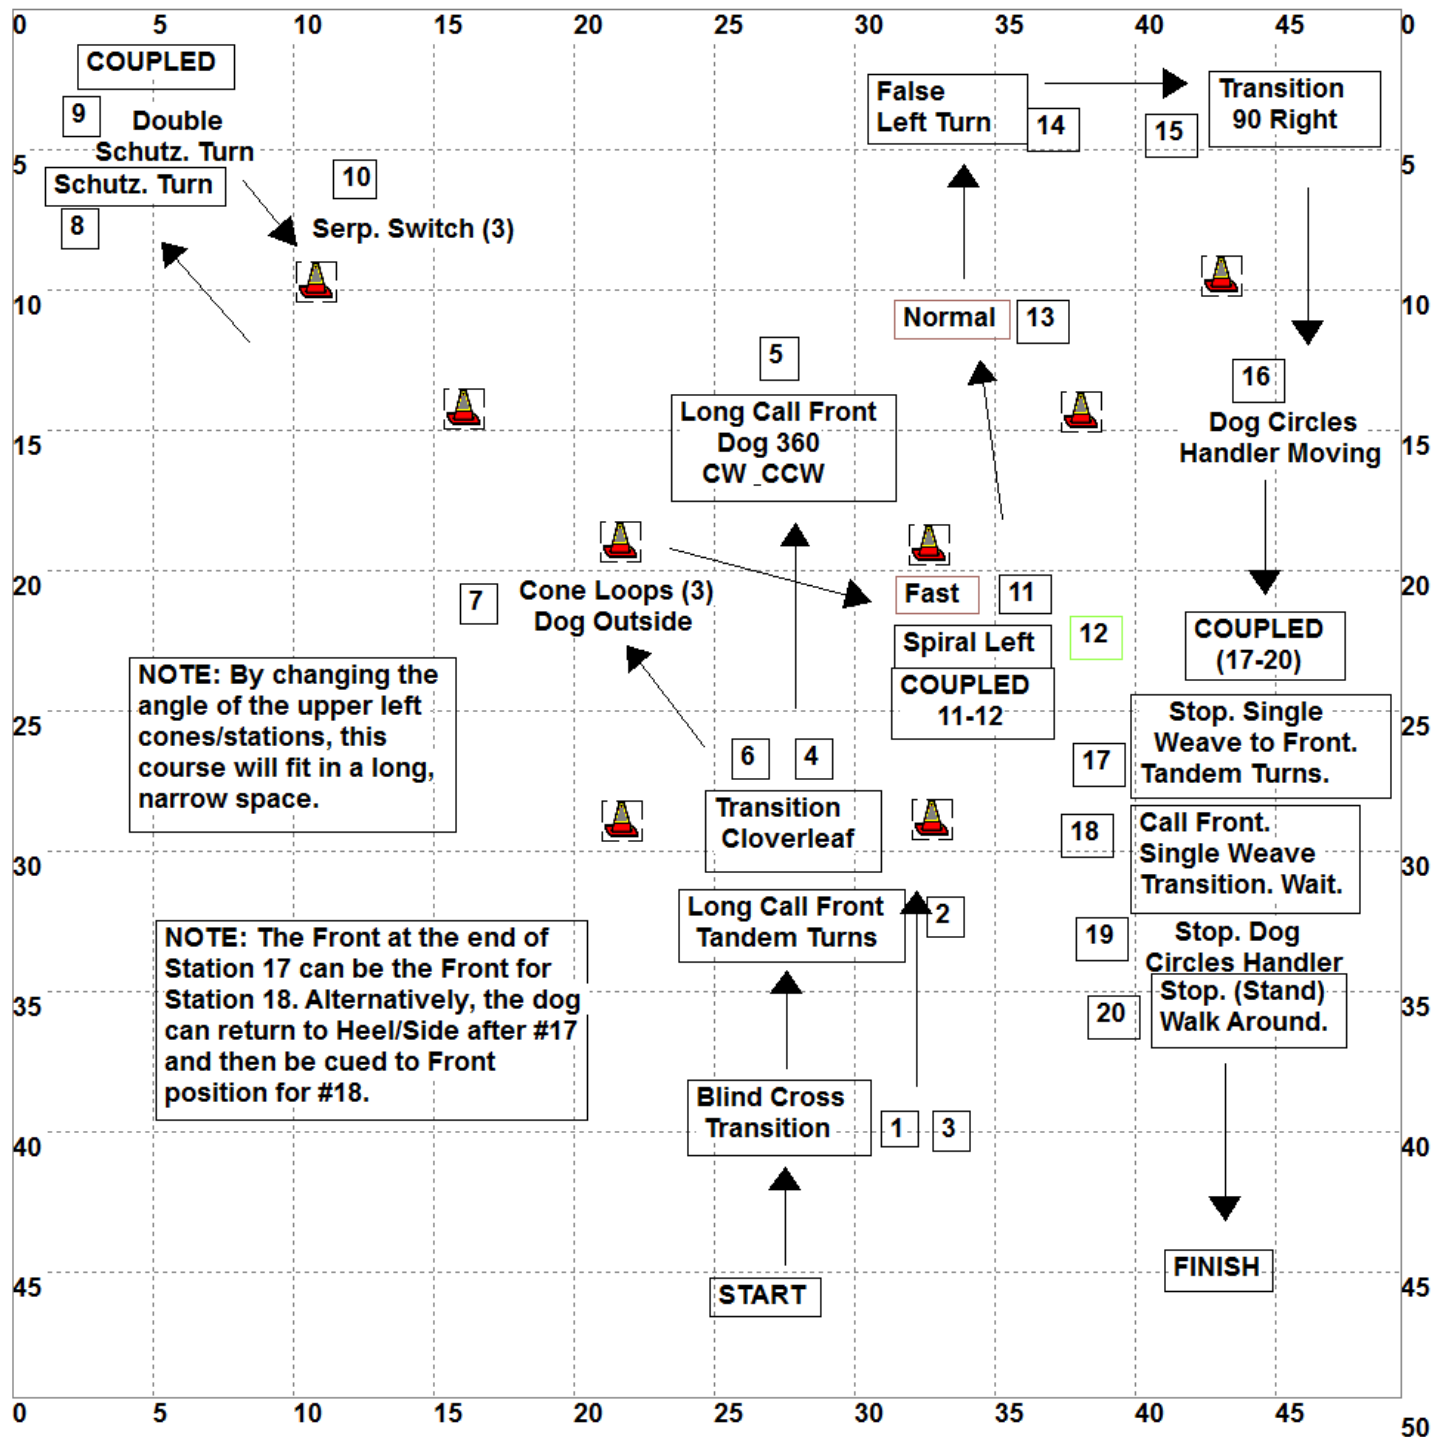 0 5 10 15 20 25 30 35 40 45 0
COUPLED
9
Double
Schutz. Turn
Schutz. Turn
8
10
Serp. Switch (3)
False
Left Turn
14
15
Transition
90 Right
5 5
10 10
Normal
13
5
Long Call Front
Dog 360
CW_CCW
16
Dog Circles
Handler Moving
15 15
20 20
7
Cone Loops (3)
Dog Outside
Fast
11
Spiral Left
12
COUPLED
11-12
COUPLED
(17-20)
NOTE: By changing the
angle of the upper left
cones/stations, this
course will fit in a long,
narrow space.
25 25
6
4
Transition
Cloverleaf
17
Stop. Single
Weave to Front.
Tandem Turns.
18
Call Front.
Single Weave
Transition. Wait.
30 30
Long Call Front
Tandem Turns
2
19
Stop. Dog
Circles Handler
NOTE: The Front at the end of
Station 17 can be the Front for
Station 18. Alternatively, the dog
can return to Heel/Side after #17
and then be cued to Front
position for #18.
35 35
20
Stop. (Stand)
Walk Around.
Blind Cross
Transition
1
3
40 40
START
FINISH
45 45
0 5 10 15 20 25 30 35 40 45 50